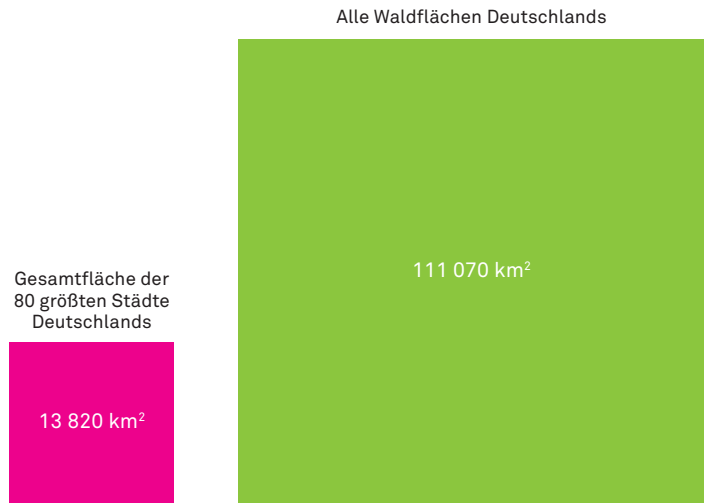 Alle Waldflächen Deutschlands
111 070 km²
Gesamtfläche der
80 größten Städte
Deutschlands
13 820 km²